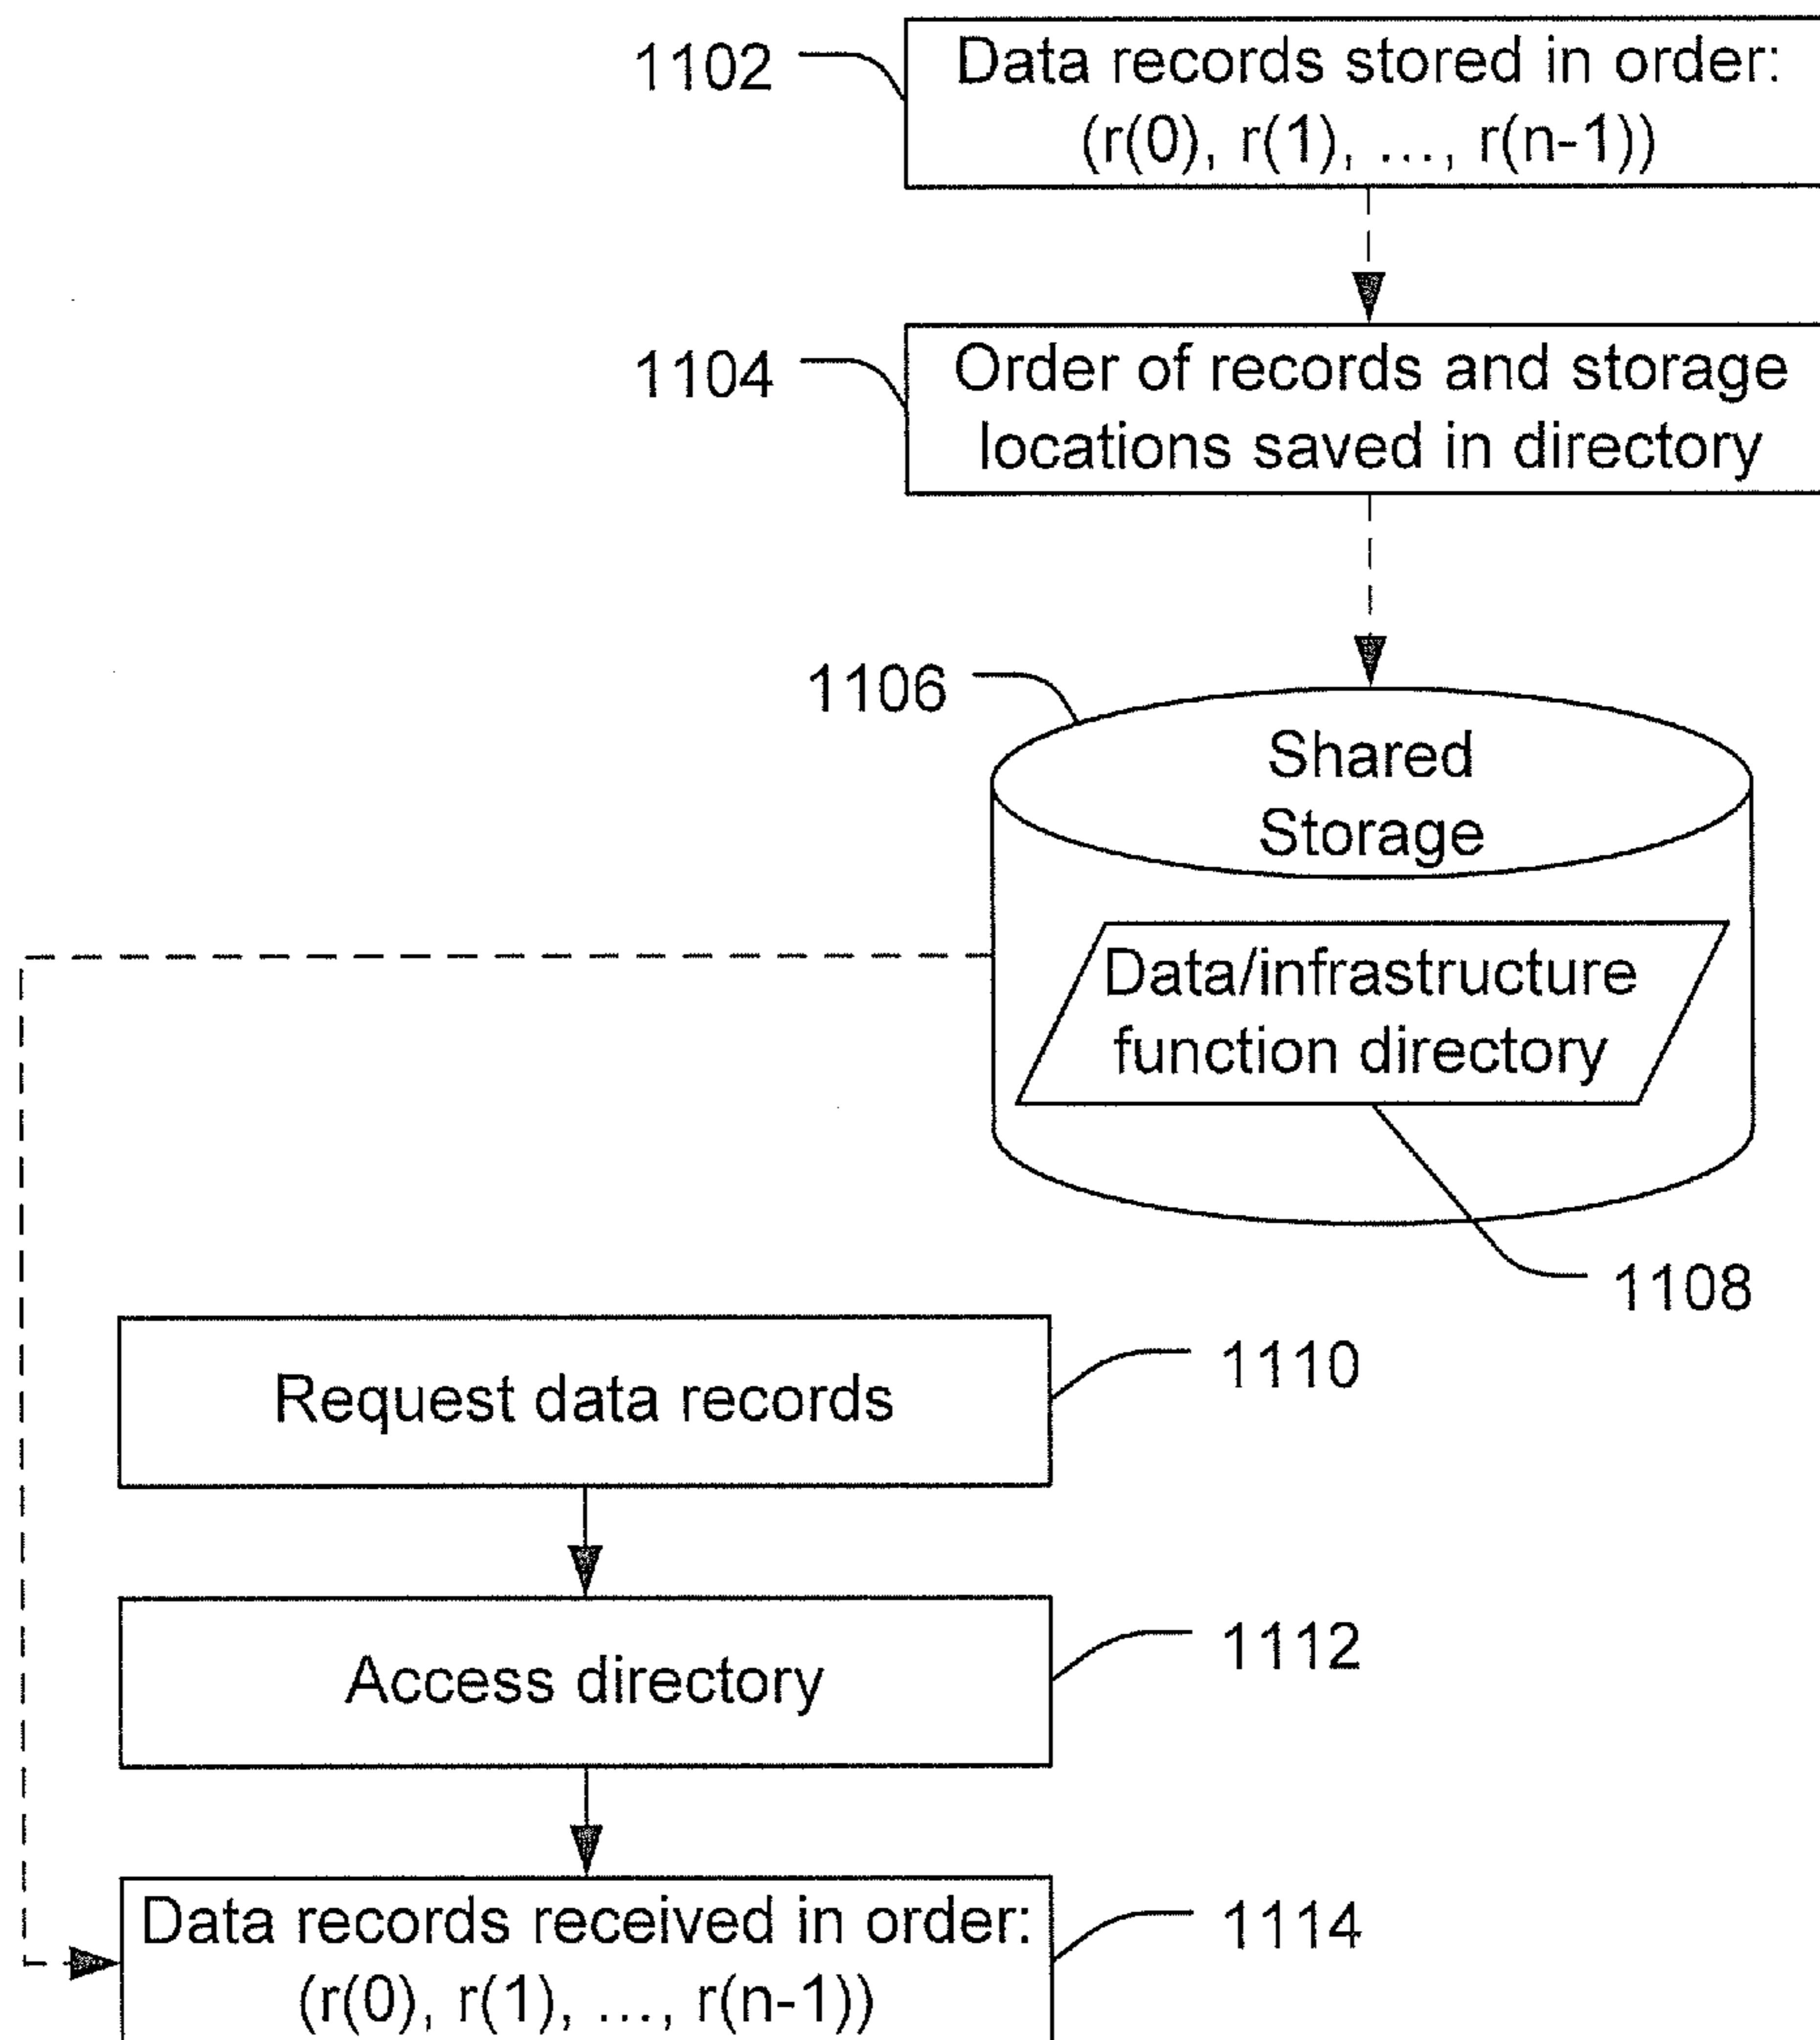 1102
Data records stored in order:
(r(0), r(1), ..., r(n-1))
1104
Order of records and storage
locations saved in directory
1106
Shared
Storage
Data/infrastructure
function directory
1108
Request data records
1110
Access directory
1112
Data records received in order:
(r(0), r(1), ..., r(n-1))
1114